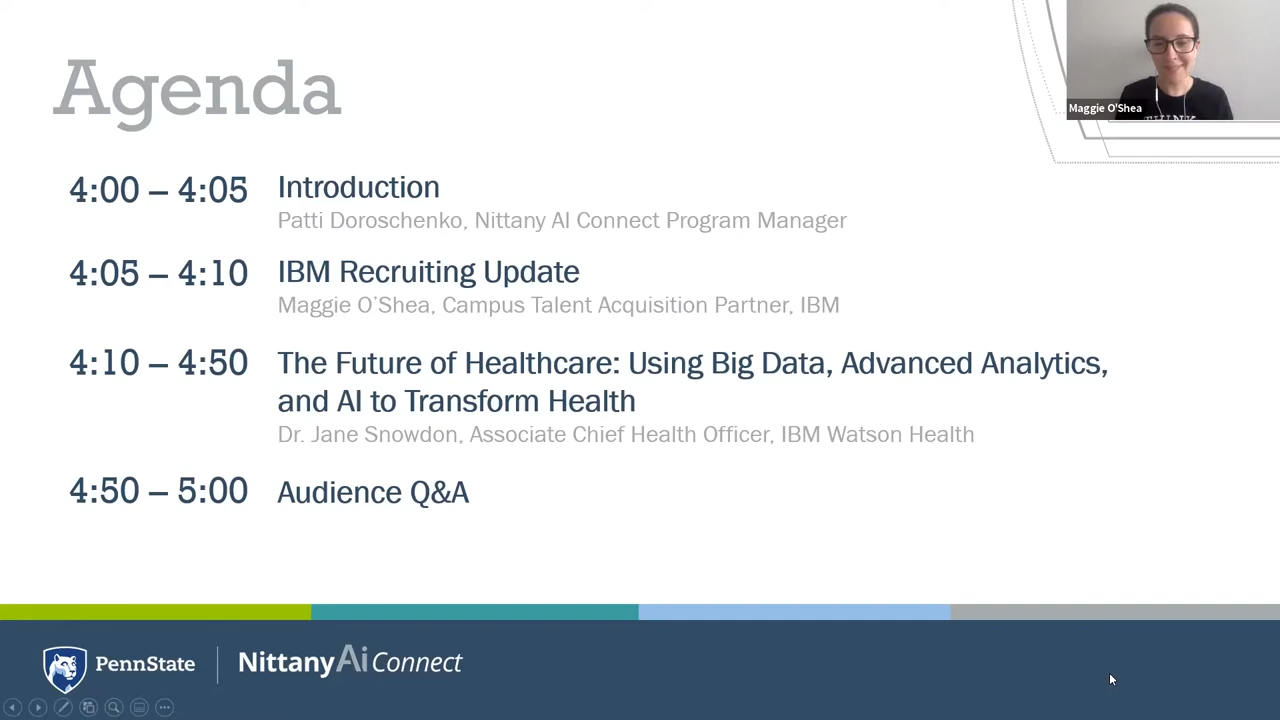 Agenda
Maggie O'Shea
4:00 – 4:05 Introduction
Patti Doroschenko, Nittany AI Connect Program Manager
4:05 – 4:10 IBM Recruiting Update
Maggie O’Shea, Campus Talent Acquisition Partner, IBM
4:10 – 4:50 The Future of Healthcare: Using Big Data, Advanced Analytics,
and AI to Transform Health
Dr. Jane Snowdon, Associate Chief Health Officer, IBM Watson Health
4:50 – 5:00 Audience Q&A
PennState NittanyAiConnect